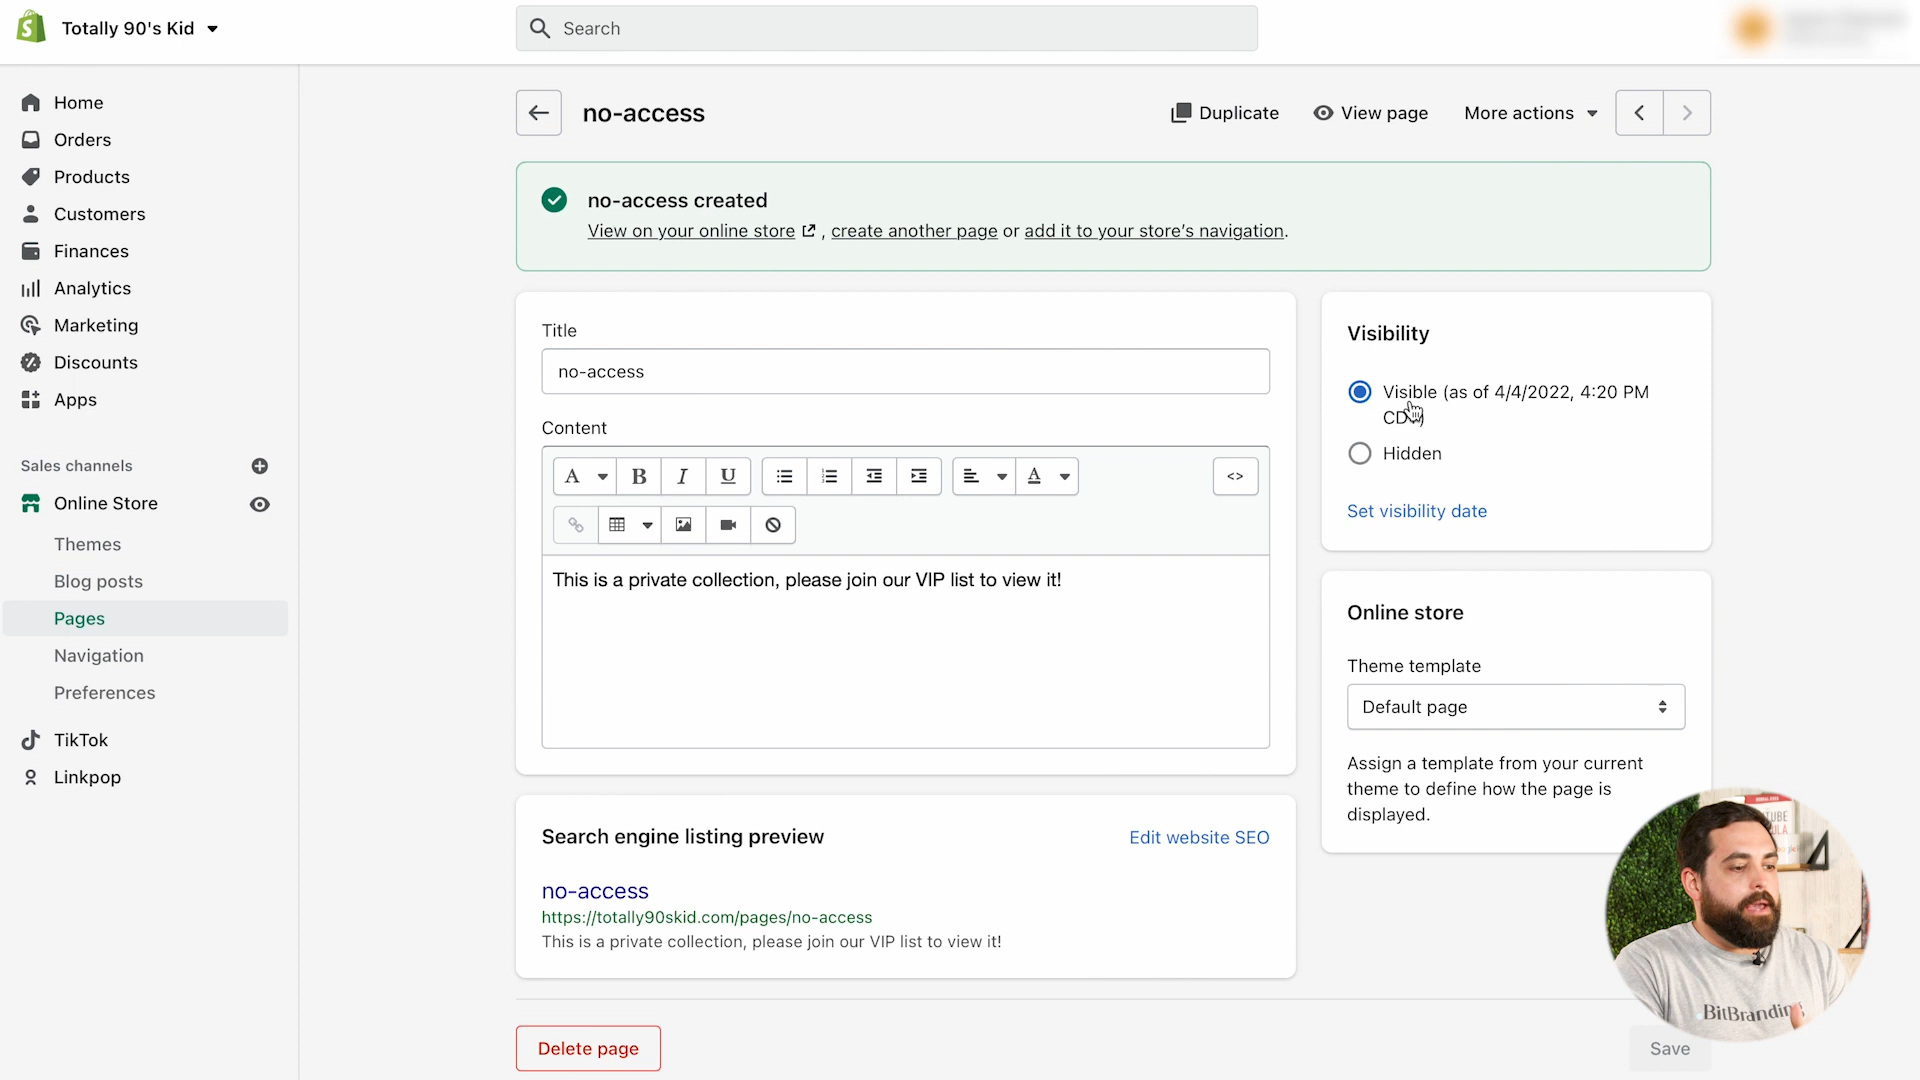 Totally 90's Kid
Search
Home
Orders
Products
Customers
Finances
Analytics
Marketing
Discounts
Apps
Sales channels
Online Store
Themes
Blog posts
Pages
Navigation
Preferences
TikTok
Linkpop
no-access
Duplicate
View page
More actions
no-access created
View on your online store , create another page or add it to your store's navigation.
Title
no-access
Content
This is a private collection, please join our VIP list to view it!
Search engine listing preview
Edit website SEO
no-access
https://totally90skid.com/pages/no-access
This is a private collection, please join our VIP list to view it!
Delete page
Visibility
Visible (as of 4/4/2022, 4:20 PM
Hidden
Set visibility date
Online store
Theme template
Default page
Assign a template from your current
theme to define how the page is
displayed.
BitBranding
Save